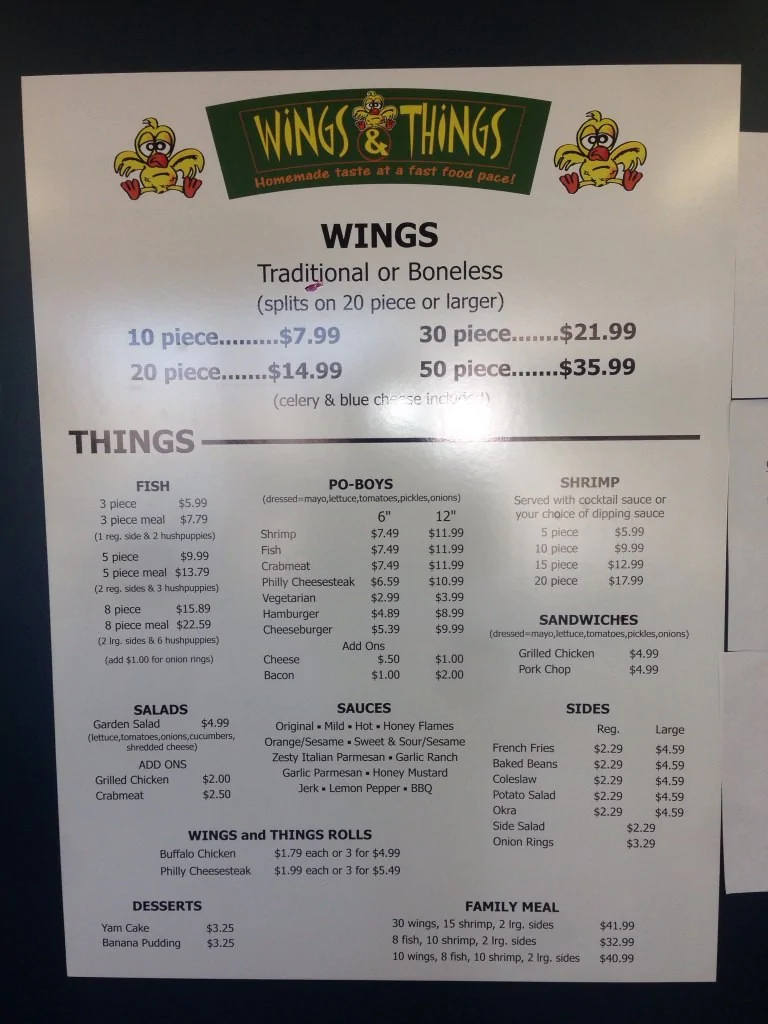 WiNGS & THiNGS
Homemade taste at a fast food pace!
WINGS
Traditional or Boneless
(splits on 20 piece or larger)
10 piece.........$7.99
30 piece.......$21.99
20 piece.......$14.99
50 piece.......$35.99
(celery & blue cheese included)
THINGS
FISH
3 piece $5.99
3 piece meal $7.79
(1 reg. side & 2 hushpuppies)
5 piece $9.99
5 piece meal $13.79
(2 reg. sides & 3 hushpuppies)
8 piece $15.89
8 piece meal $22.59
(2 lrg. sides & 6 hushpuppies)
(add $1.00 for onion rings)
PO-BOYS
(dressed=mayo,lettuce,tomatoes,pickles,onions)
6" 12"
Shrimp $7.49 $11.99
Fish $7.49 $11.99
Crabmeat $7.49 $11.99
Philly Cheesesteak $6.59 $10.99
Vegetarian $2.99 $3.99
Hamburger $4.89 $8.99
Cheeseburger $5.39 $9.99
Add Ons
Cheese $.50 $1.00
Bacon $1.00 $2.00
SHRIMP
Served with cocktail sauce or
your choice of dipping sauce
5 piece $5.99
10 piece $9.99
15 piece $12.99
20 piece $17.99
SANDWICHES
(dressed=mayo,lettuce,tomatoes,pickles,onions)
Grilled Chicken $4.99
Pork Chop $4.99
SALADS
Garden Salad $4.99
(lettuce,tomatoes,onions,cucumbers,
shredded cheese)
ADD ONS
Grilled Chicken $2.00
Crabmeat $2.50
SAUCES
Original ▪ Mild ▪ Hot ▪ Honey Flames
Orange/Sesame ▪ Sweet & Sour/Sesame
Zesty Italian Parmesan ▪ Garlic Ranch
Garlic Parmesan ▪ Honey Mustard
Jerk ▪ Lemon Pepper ▪ BBQ
SIDES
Reg. Large
French Fries $2.29 $4.59
Baked Beans $2.29 $4.59
Coleslaw $2.29 $4.59
Potato Salad $2.29 $4.59
Okra $2.29 $4.59
Side Salad $2.29
Onion Rings $3.29
WINGS and THINGS ROLLS
Buffalo Chicken $1.79 each or 3 for $4.99
Philly Cheesesteak $1.99 each or 3 for $5.49
DESSERTS
Yam Cake $3.25
Banana Pudding $3.25
FAMILY MEAL
30 wings, 15 shrimp, 2 lrg. sides $41.99
8 fish, 10 shrimp, 2 lrg. sides $32.99
10 wings, 8 fish, 10 shrimp, 2 lrg. sides $40.99